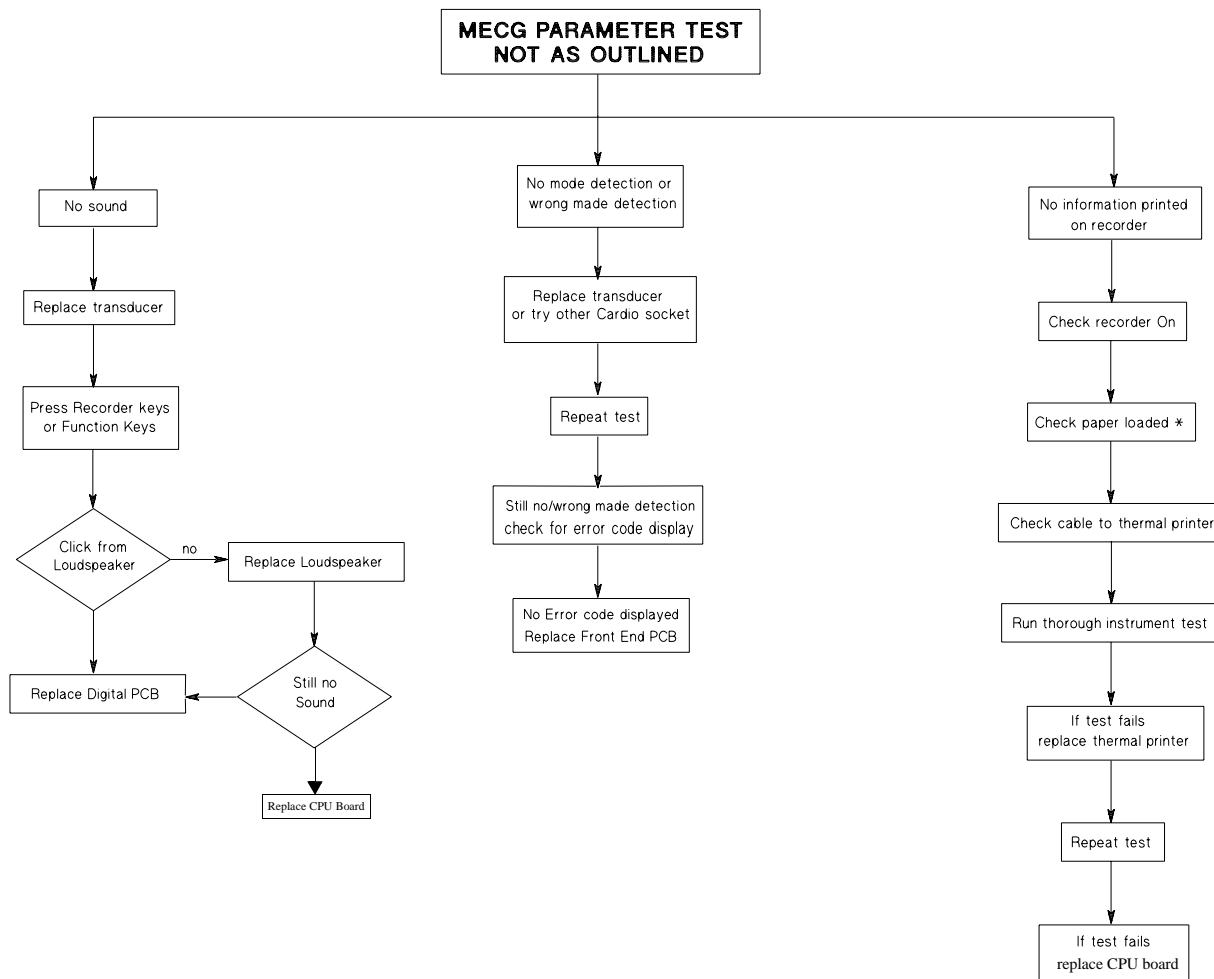 MECG PARAMETER TEST
NOT AS OUTLINED
No sound
Replace transducer
Press Recorder keys
or Function Keys
Click from
Loudspeaker
no
Replace Loudspeaker
Replace Digital PCB
Still no
Sound
Replace CPU Board
No mode detection or
wrong made detection
Replace transducer
or try other Cardio socket
Repeat test
Still no/wrong made detection
check for error code display
No Error code displayed
Replace Front End PCB
No information printed
on recorder
Check recorder On
Check paper loaded *
Check cable to thermal printer
Run thorough instrument test
If test fails
replace thermal printer
Repeat test
If test fails
replace CPU board